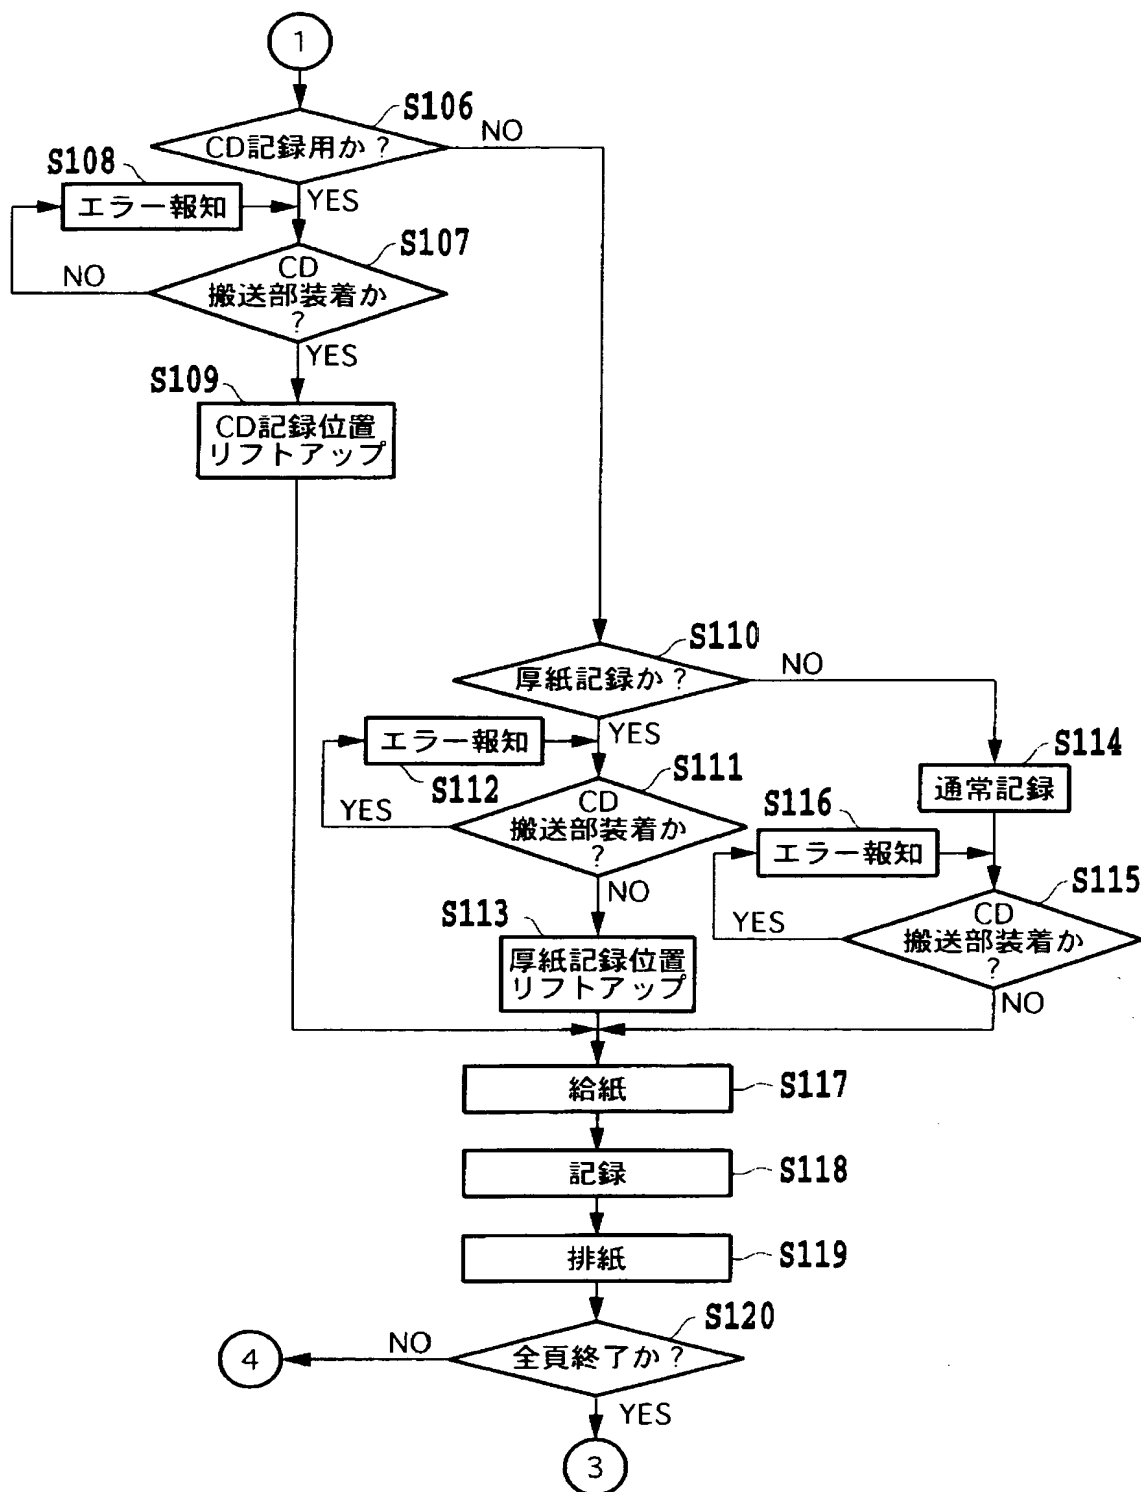 1
S106
CD記録用か?
NO
S108
YES
エラー報知
S107
NO
CD
搬送部装着か
?
YES
S109
CD記録位置
リフトアップ
S110
厚紙記録か?
NO
YES
エラー報知
S112
S111
YES
CD
搬送部装着か
?
NO
S114
通常記録
S116
エラー報知
S115
YES
CD
搬送部装着か
?
NO
S113
厚紙記録位置
リフトアップ
給紙
S117
記録
S118
排紙
S119
S120
全頁終了か?
NO
4
YES
3